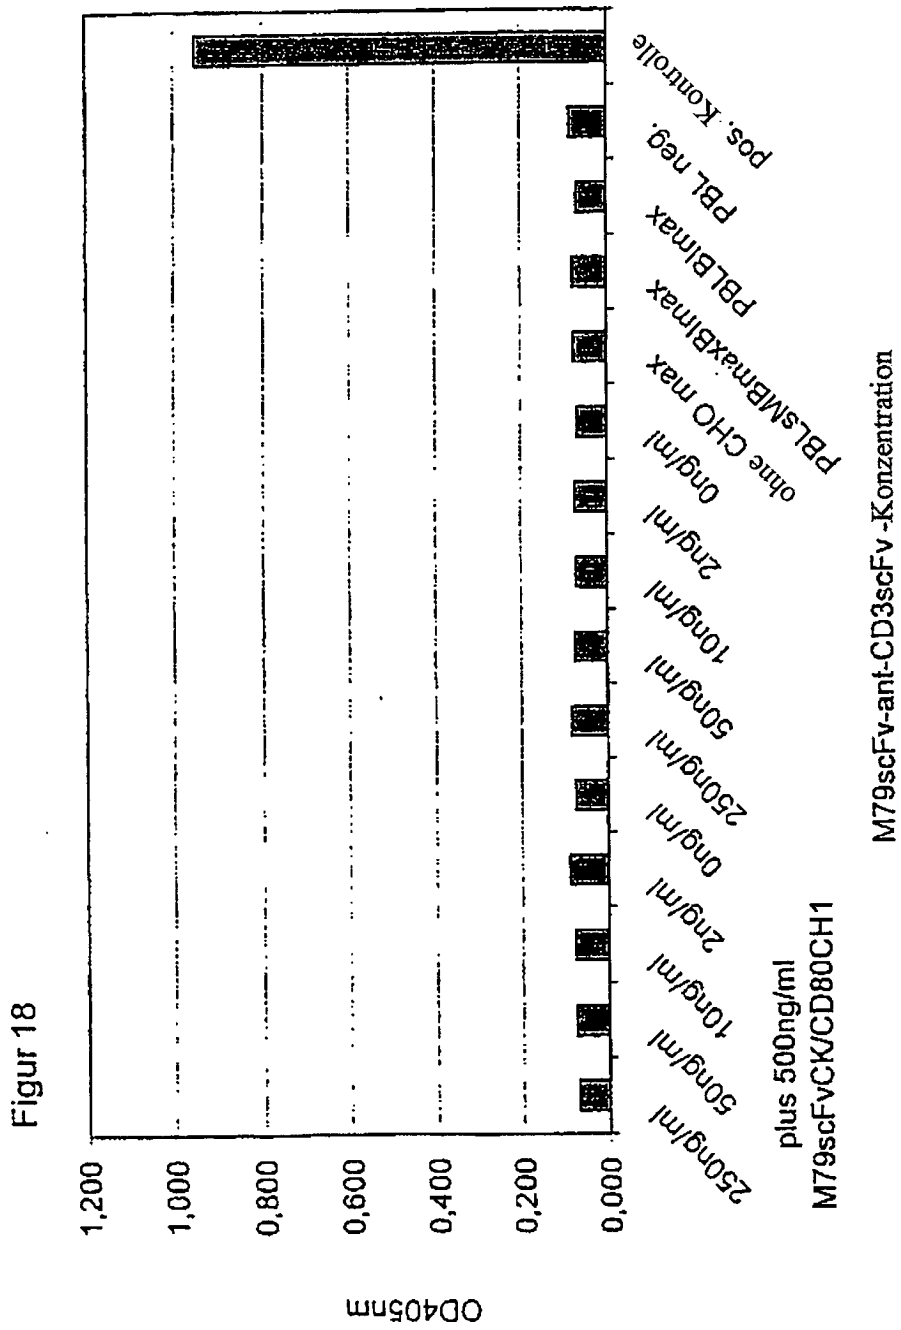 Figur 18
OD405nm
1,200
1,000
0,800
0,600
0,400
0,200
0,000
250ng/ml
50ng/ml
10ng/ml
2ng/ml
0ng/ml
250ng/ml
50ng/ml
10ng/ml
2ng/ml
0ng/ml
ohne CHO max
PBLsMBmaxBImax
PBLBImax
PBL neg.
pos. Kontrolle
plus 500ng/ml
M79scFvCK/CD80CH1
M79scFv-ant-CD3scFv -Konzentration